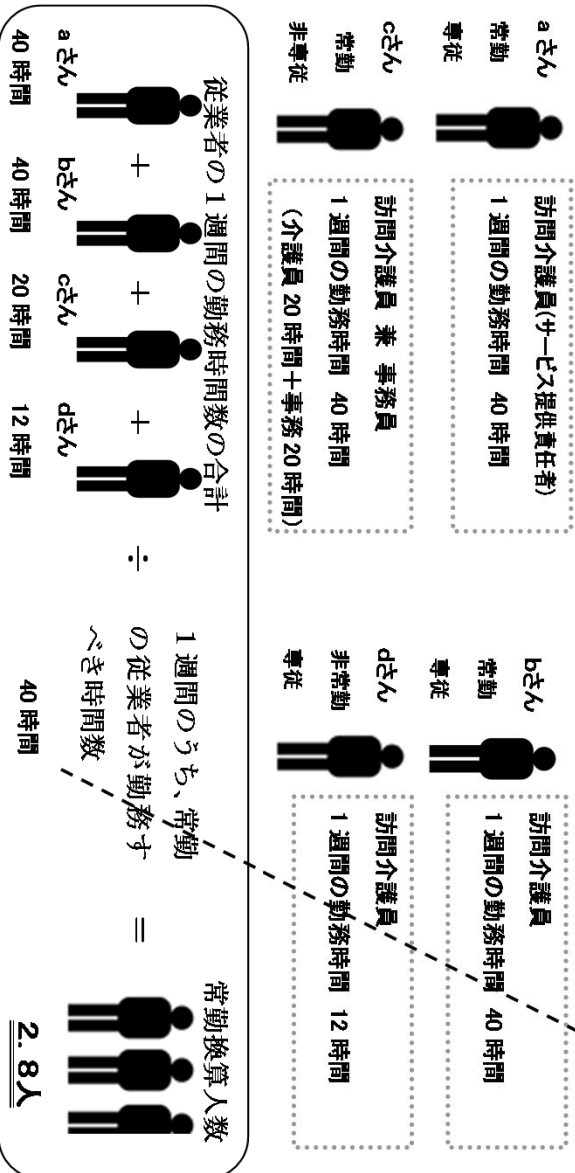 aさん
常勤
専従
訪問介護員(サービス提供責任者)
1週間の勤務時間 40時間
bさん
常勤
専従
訪問介護員
1週間の勤務時間 40時間
cさん
常勤
非専従
訪問介護員 兼 事務員
1週間の勤務時間 40時間
(介護員20時間+事務20時間)
dさん
非常勤
専従
訪問介護員
1週間の勤務時間 12時間
従業者の1週間の勤務時間数の合計
+ + +
aさん bさん cさん dさん
40時間 40時間 20時間 12時間
÷
1週間のうち、常勤
の従業者が勤務す
べき時間数
40時間
=
常勤換算人数
2.8人